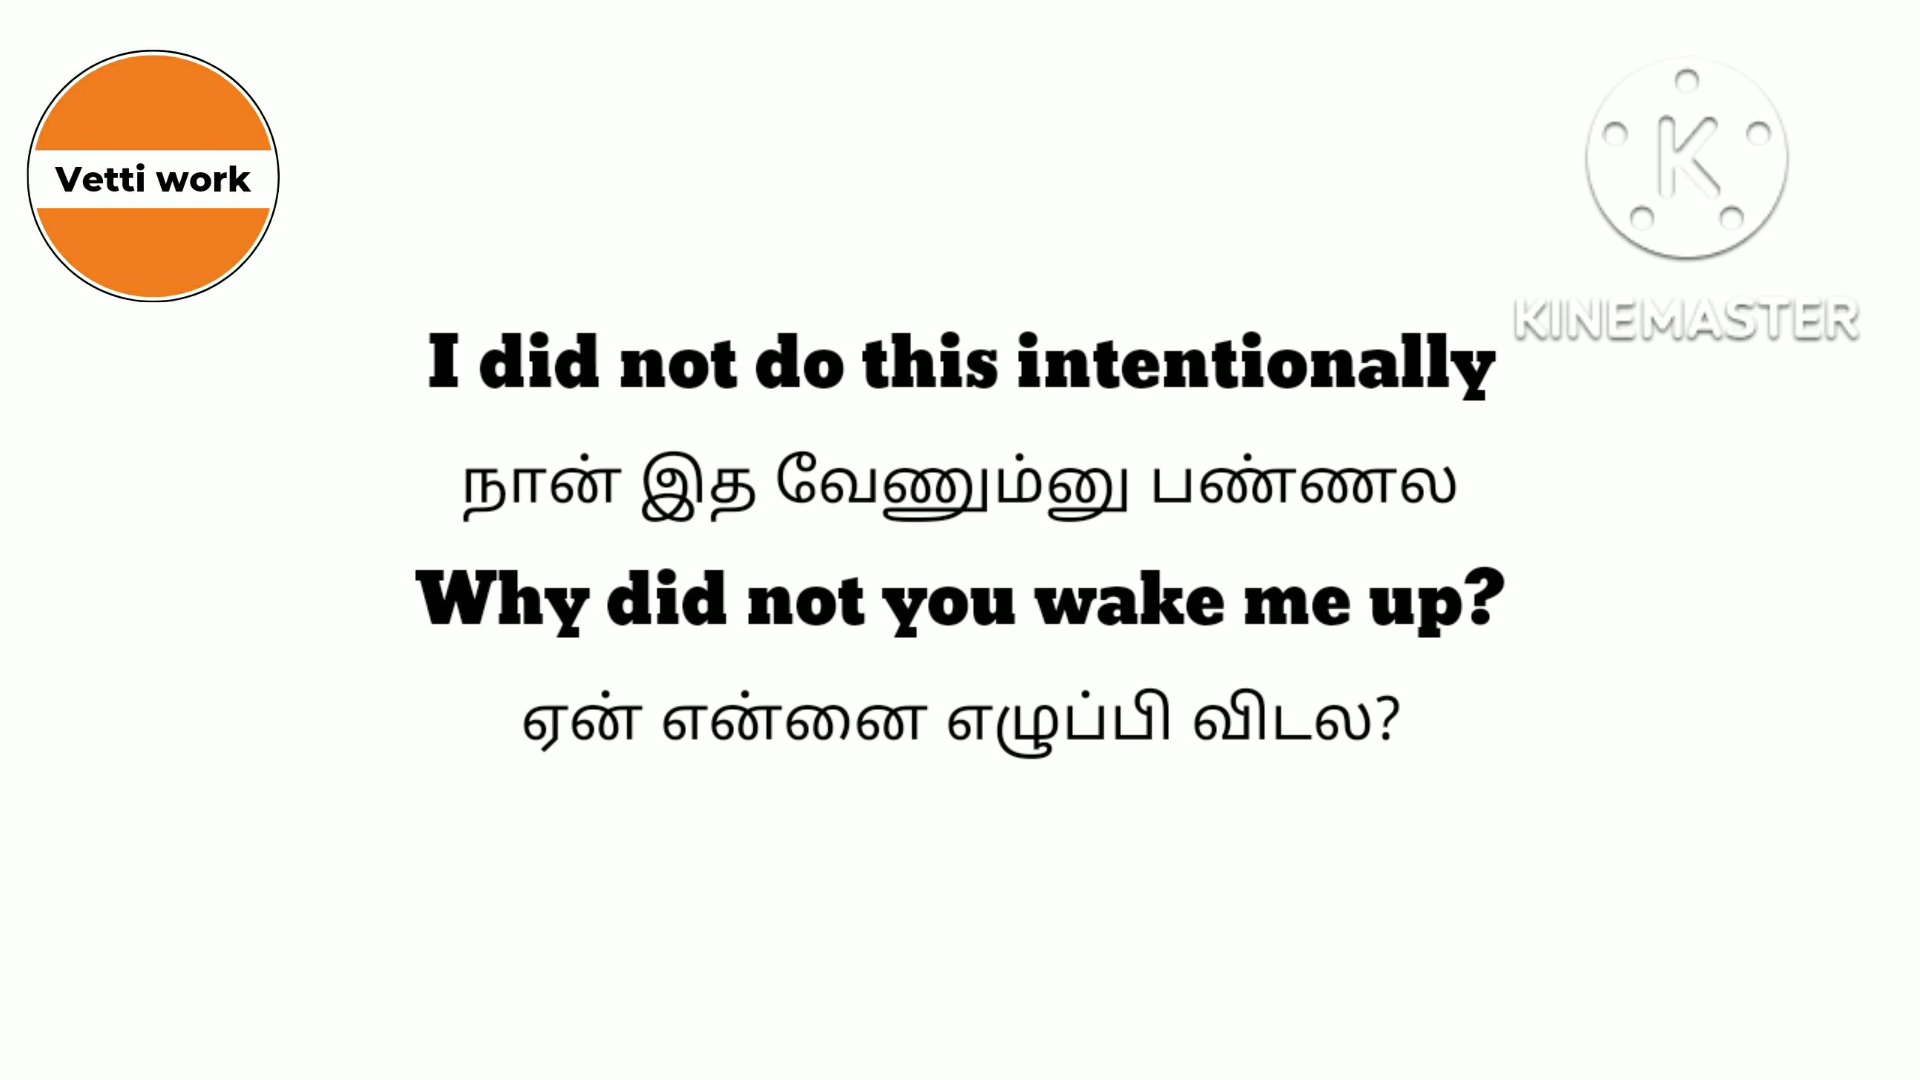 Vetti work
KINEMASTER
I did not do this intentionally
நான் இத வேணும்னு பண்ணல
Why did not you wake me up?
ஏன் என்னை எழுப்பி விடல?